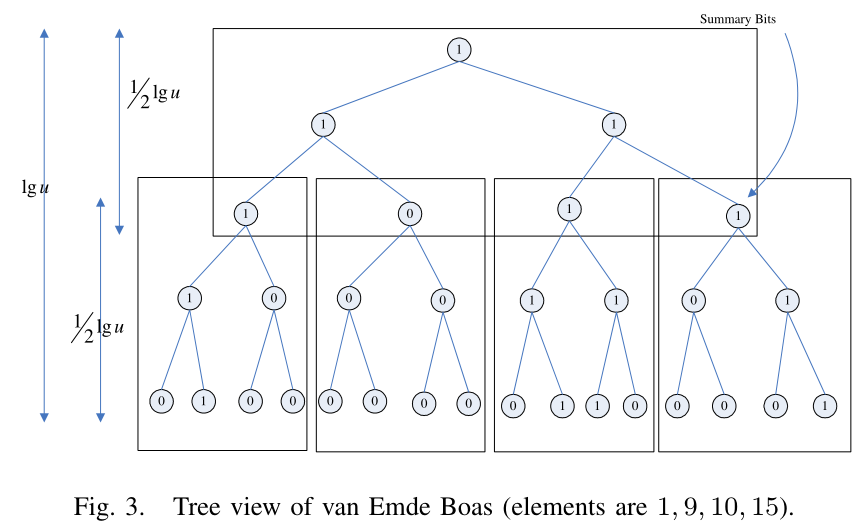 Summary Bits
1
½ lg u
1 1
lg u
1 0 1 1
1 0 0 0 1 1 0 1
½ lg u
0 1 0 0 0 0 0 0 0 1 1 0 0 0 0 1
Fig. 3. Tree view of van Emde Boas (elements are 1, 9, 10, 15).